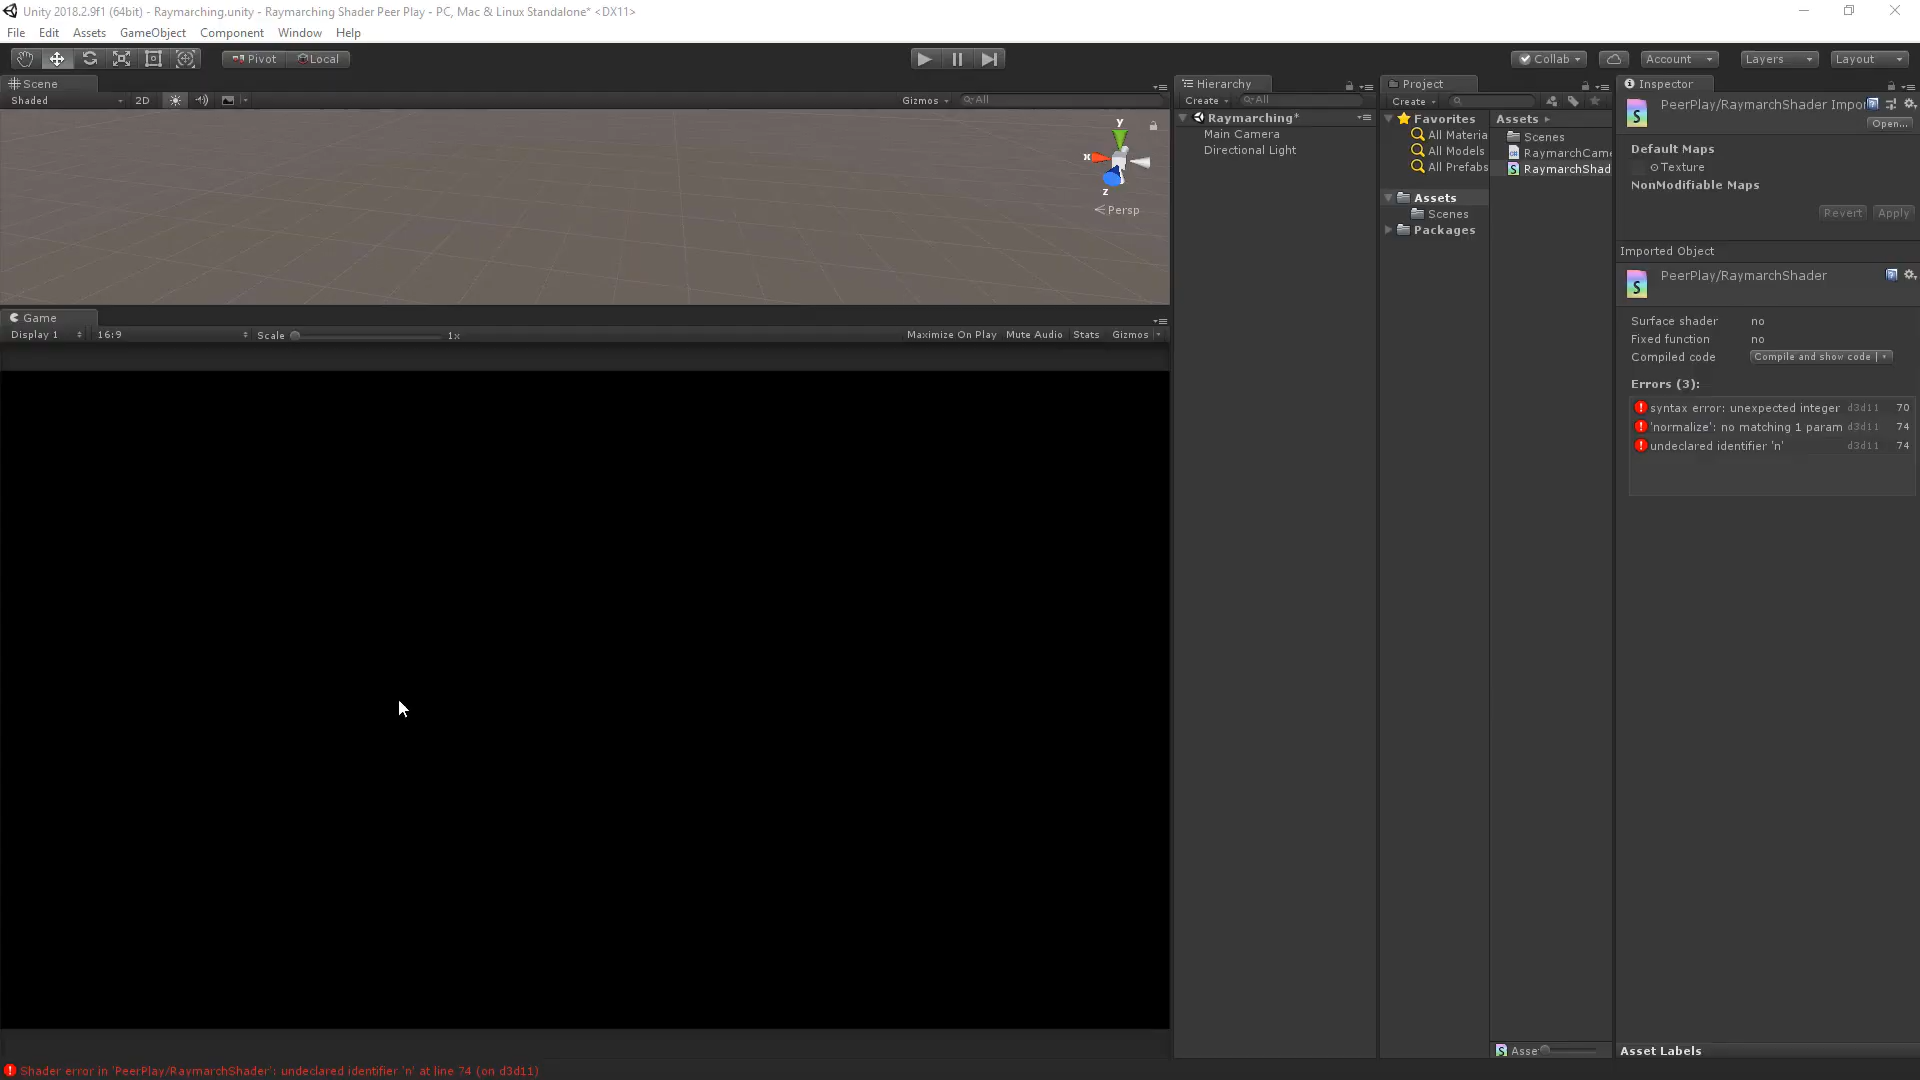 Unity 2018.2.9f1 (64bit) - Raymarching.unity - Raymarching Shader Peer Play - PC, Mac & Linux Standalone* <DX11>
File Edit Assets GameObject Component Window Help
Pivot Local Collab Account Layers Layout
Scene
Shaded 2D Gizmos All
y
x
z
Persp
Game
Display 1 16:9 Scale 1x Maximize On Play Mute Audio Stats Gizmos
Hierarchy
Create All
Raymarching*
Main Camera
Directional Light
Project
Create
Favorites
All Materia
All Models
All Prefabs
Assets
Scenes
Packages
Assets
Scenes
RaymarchCame
RaymarchShad
Asse
Inspector
PeerPlay/RaymarchShader Impor
Open...
Default Maps
Texture
NonModifiable Maps
Revert Apply
Imported Object
S
PeerPlay/RaymarchShader
Surface shader no
Fixed function no
Compiled code Compile and show code
Errors (3):
syntax error: unexpected integer d3d11 70
'normalize': no matching 1 param d3d11 74
undeclared identifier 'n' d3d11 74
Asset Labels
Shader error in 'PeerPlay/RaymarchShader': undeclared identifier 'n' at line 74 (on d3d11)